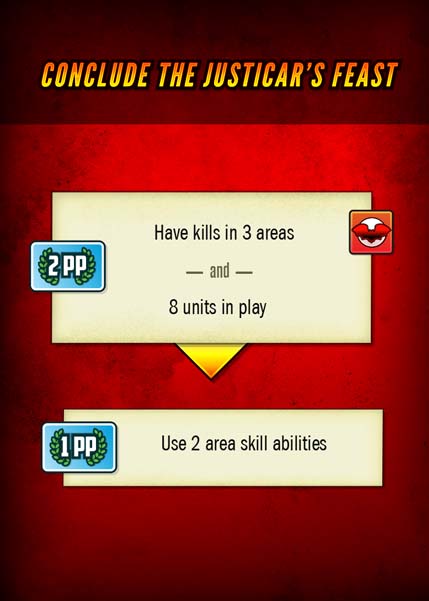 CONCLUDE THE JUSTICAR'S FEAST
Have kills in 3 areas
— and —
2 PP
8 units in play
1 PP
Use 2 area skill abilities